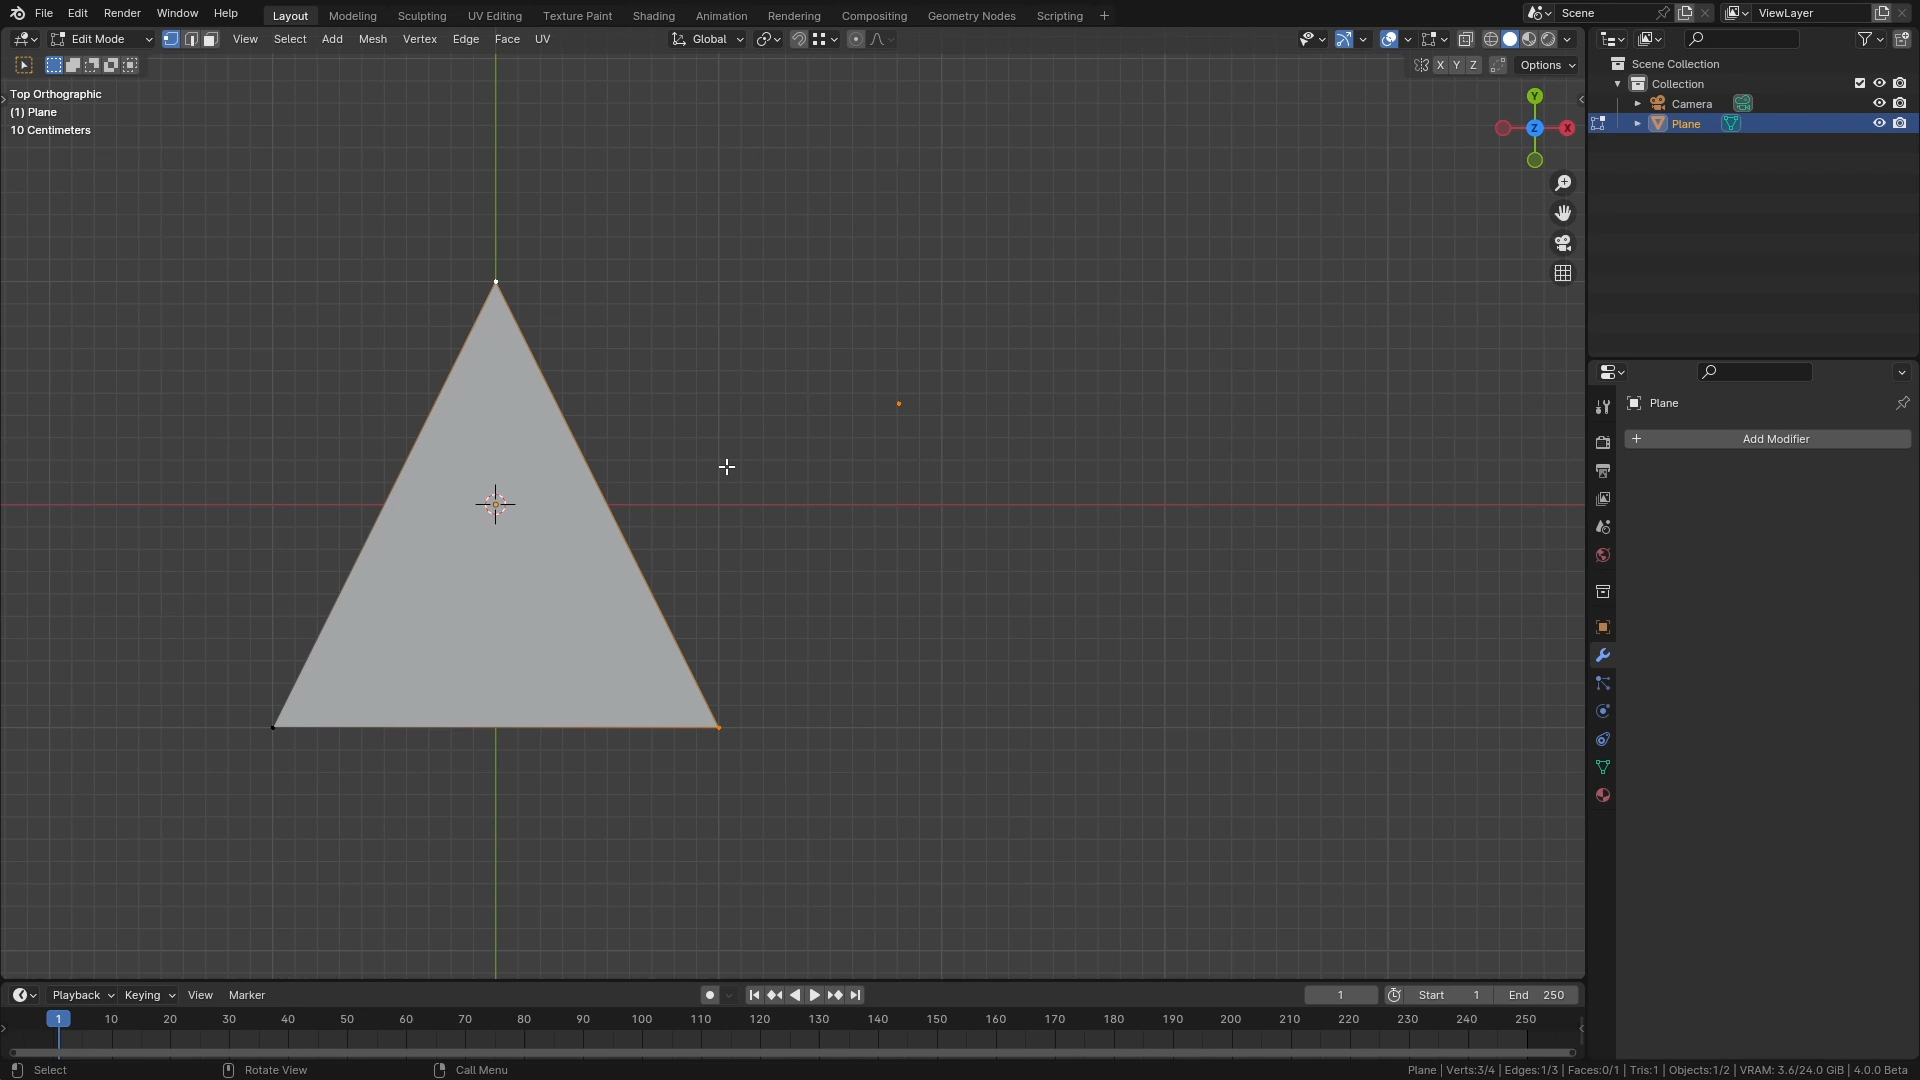 File Edit Render Window Help Layout Modeling Sculpting UV Editing Texture Paint Shading Animation Rendering Compositing Geometry Nodes Scripting + Scene ViewLayer
Edit Mode View Select Add Mesh Vertex Edge Face UV Global
X Y Z Options
Top Orthographic
(1) Plane
10 Centimeters
Y
Z X
Scene Collection
Collection
Camera
Plane
Plane
+ Add Modifier
Playback Keying View Marker 1 Start 1 End 250
1 10 20 30 40 50 60 70 80 90 100 110 120 130 140 150 160 170 180 190 200 210 220 230 240 250
Select Rotate View Call Menu Plane | Verts:3/4 | Edges:1/3 | Faces:0/1 | Tris:1 | Objects:1/2 | VRAM: 3.6/24.0 GiB | 4.0.0 Beta